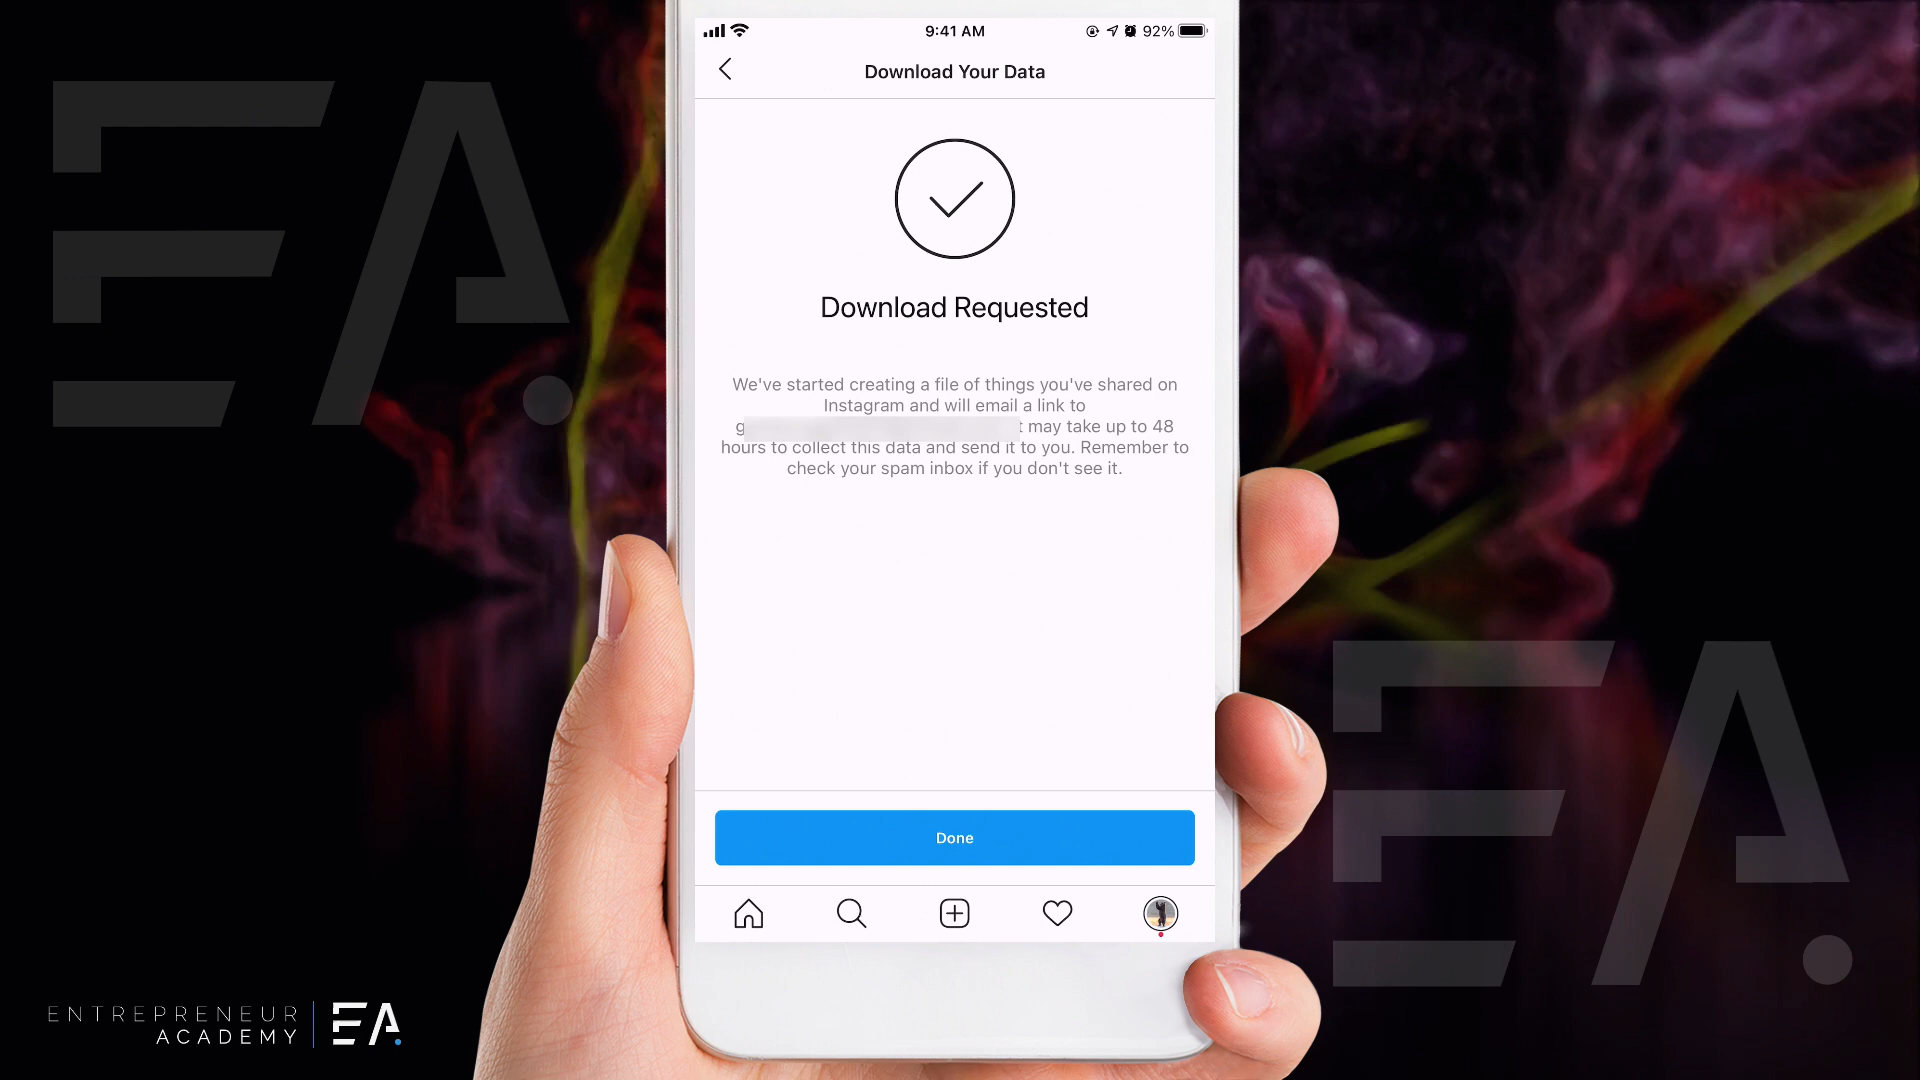 EA.
9:41 AM
92%
Download Your Data
Download Requested
We've started creating a file of things you've shared on
Instagram and will email a link to
may take up to 48
hours to collect this data and send it to you. Remember to
check your spam inbox if you don't see it.
Done
EA.
ENTREPRENEUR
ACADEMY
EA.